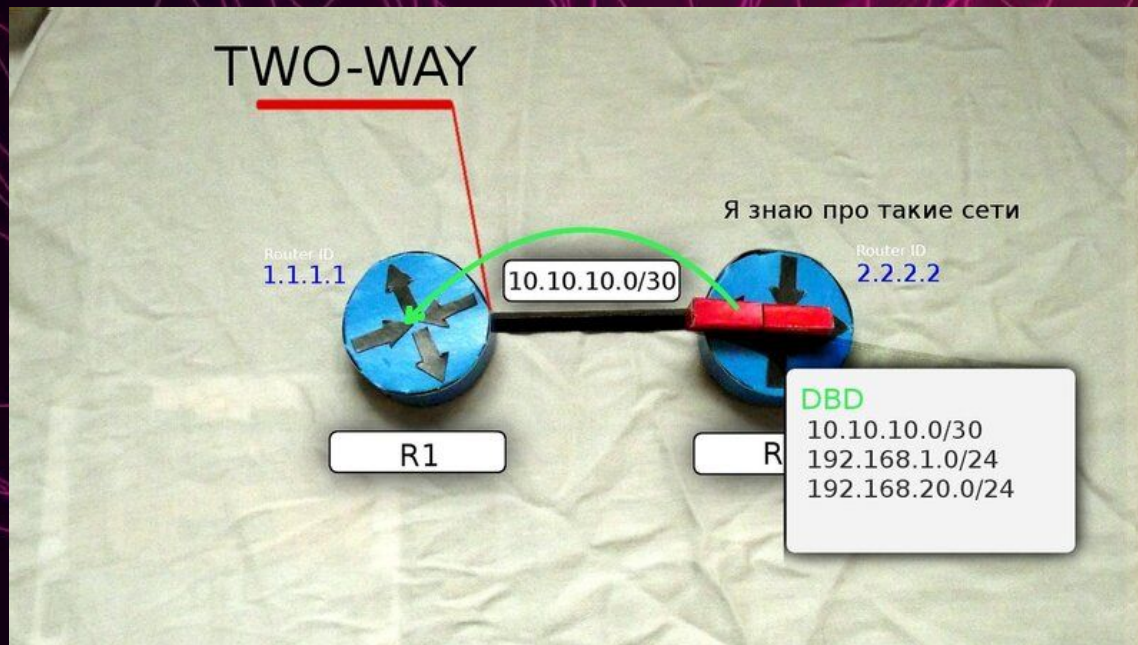 TWO-WAY
Я знаю про такие сети
Router ID
1.1.1.1
10.10.10.0/30
Router ID
2.2.2.2
R1
R
DBD
10.10.10.0/30
192.168.1.0/24
192.168.20.0/24